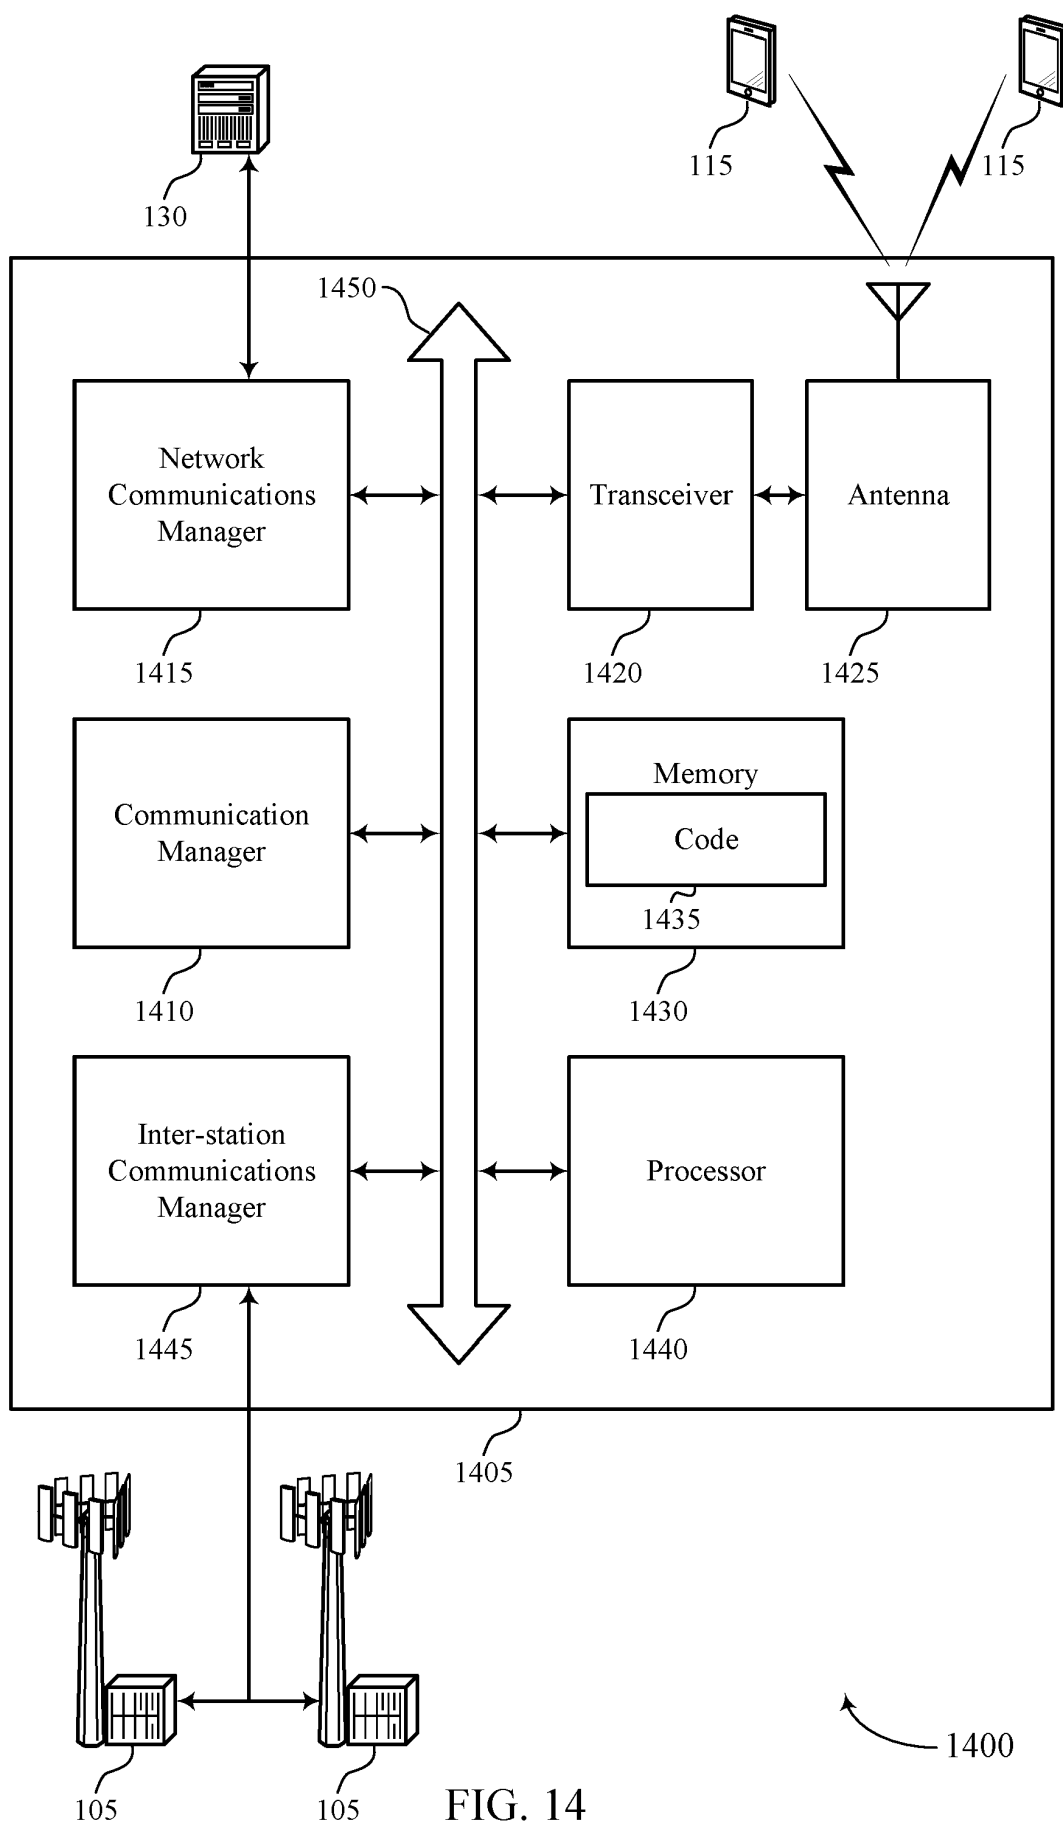 115
115
130
1450
Network
Communications
Manager
Transceiver
Antenna
1415
1420
1425
Communication
Manager
Memory
Code
1435
1410
1430
Inter-station
Communications
Manager
Processor
1445
1440
1405
1400
105
105
FIG. 14